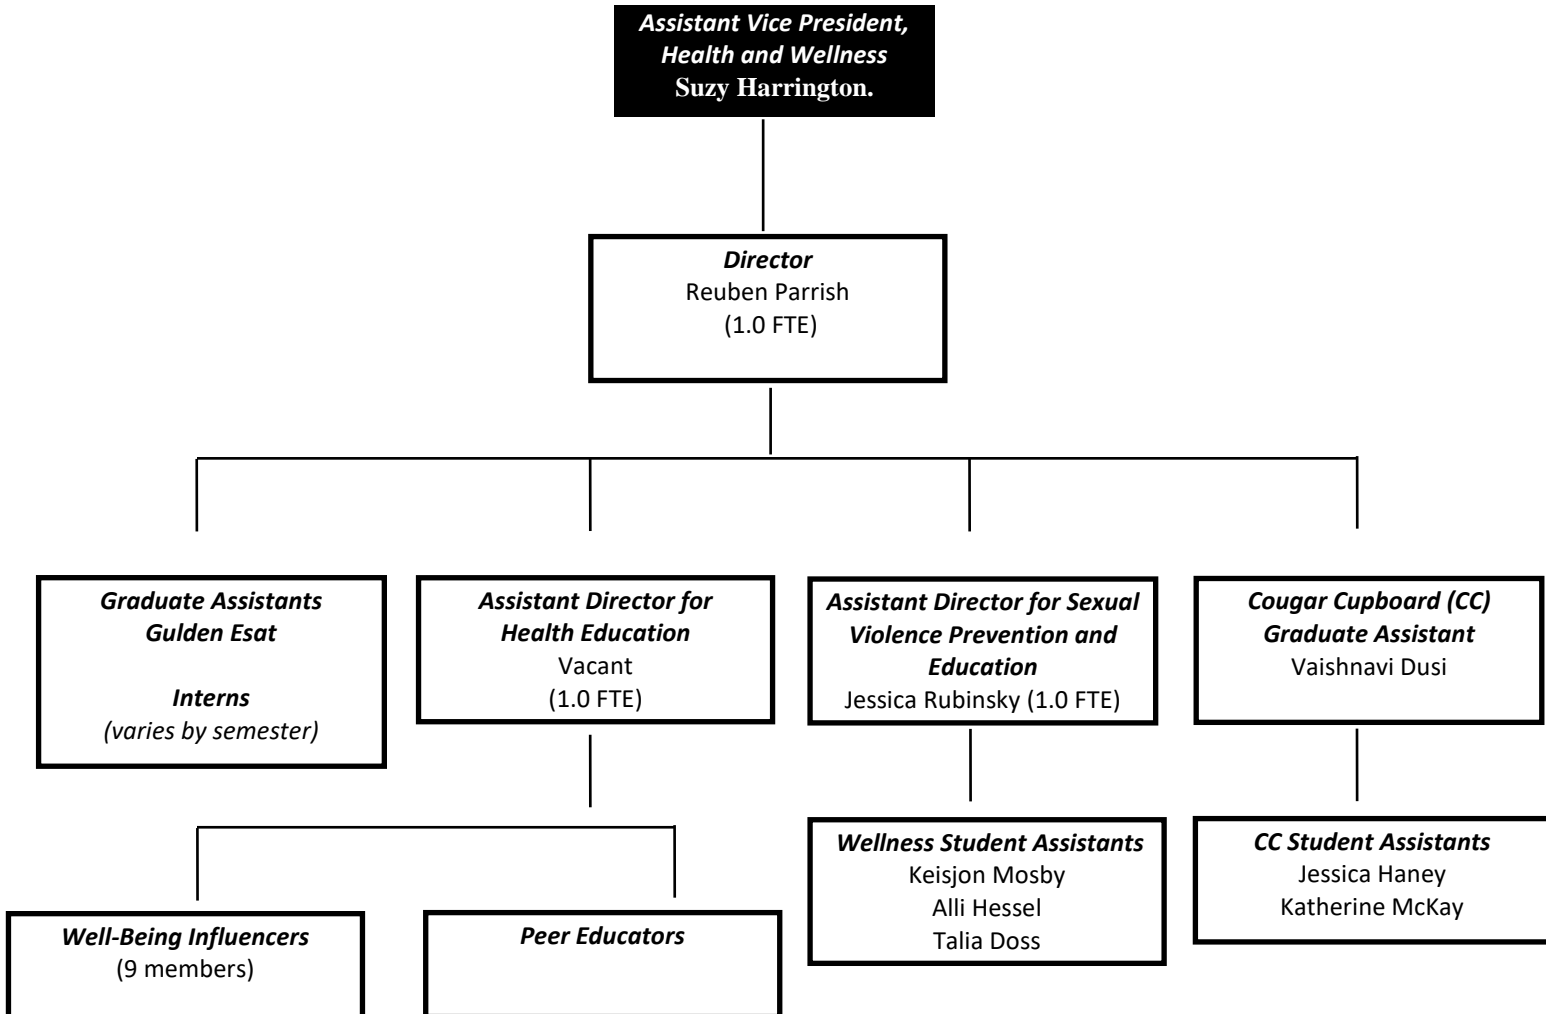 Assistant Vice President,
Health and Wellness
Suzy Harrington.
Director
Reuben Parrish
(1.0 FTE)
Graduate Assistants
Gulden Esat
Interns
(varies by semester)
Assistant Director for
Health Education
Vacant
(1.0 FTE)
Assistant Director for Sexual
Violence Prevention and
Education
Jessica Rubinsky (1.0 FTE)
Cougar Cupboard (CC)
Graduate Assistant
Vaishnavi Dusi
Well-Being Influencers
(9 members)
Peer Educators
Wellness Student Assistants
Keisjon Mosby
Alli Hessel
Talia Doss
CC Student Assistants
Jessica Haney
Katherine McKay